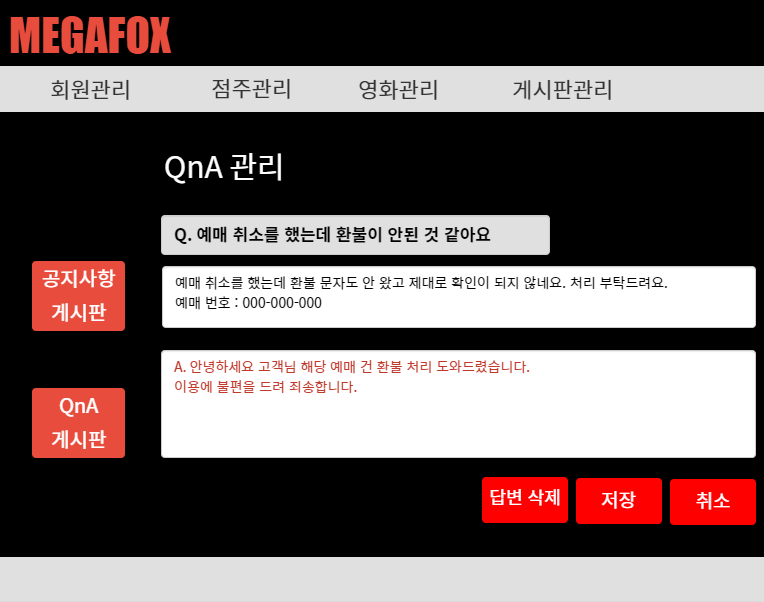 MEGAFOX
회원관리 점주관리 영화관리 게시판관리
QnA 관리
Q. 예매 취소를 했는데 환불이 안된 것 같아요
공지사항
게시판
예매 취소를 했는데 환불 문자도 안 왔고 제대로 확인이 되지 않네요. 처리 부탁드려요.
예매 번호 : 000-000-000
A. 안녕하세요 고객님 해당 예매 건 환불 처리 도와드렸습니다.
이용에 불편을 드려 죄송합니다.
QnA
게시판
답변 삭제 저장 취소